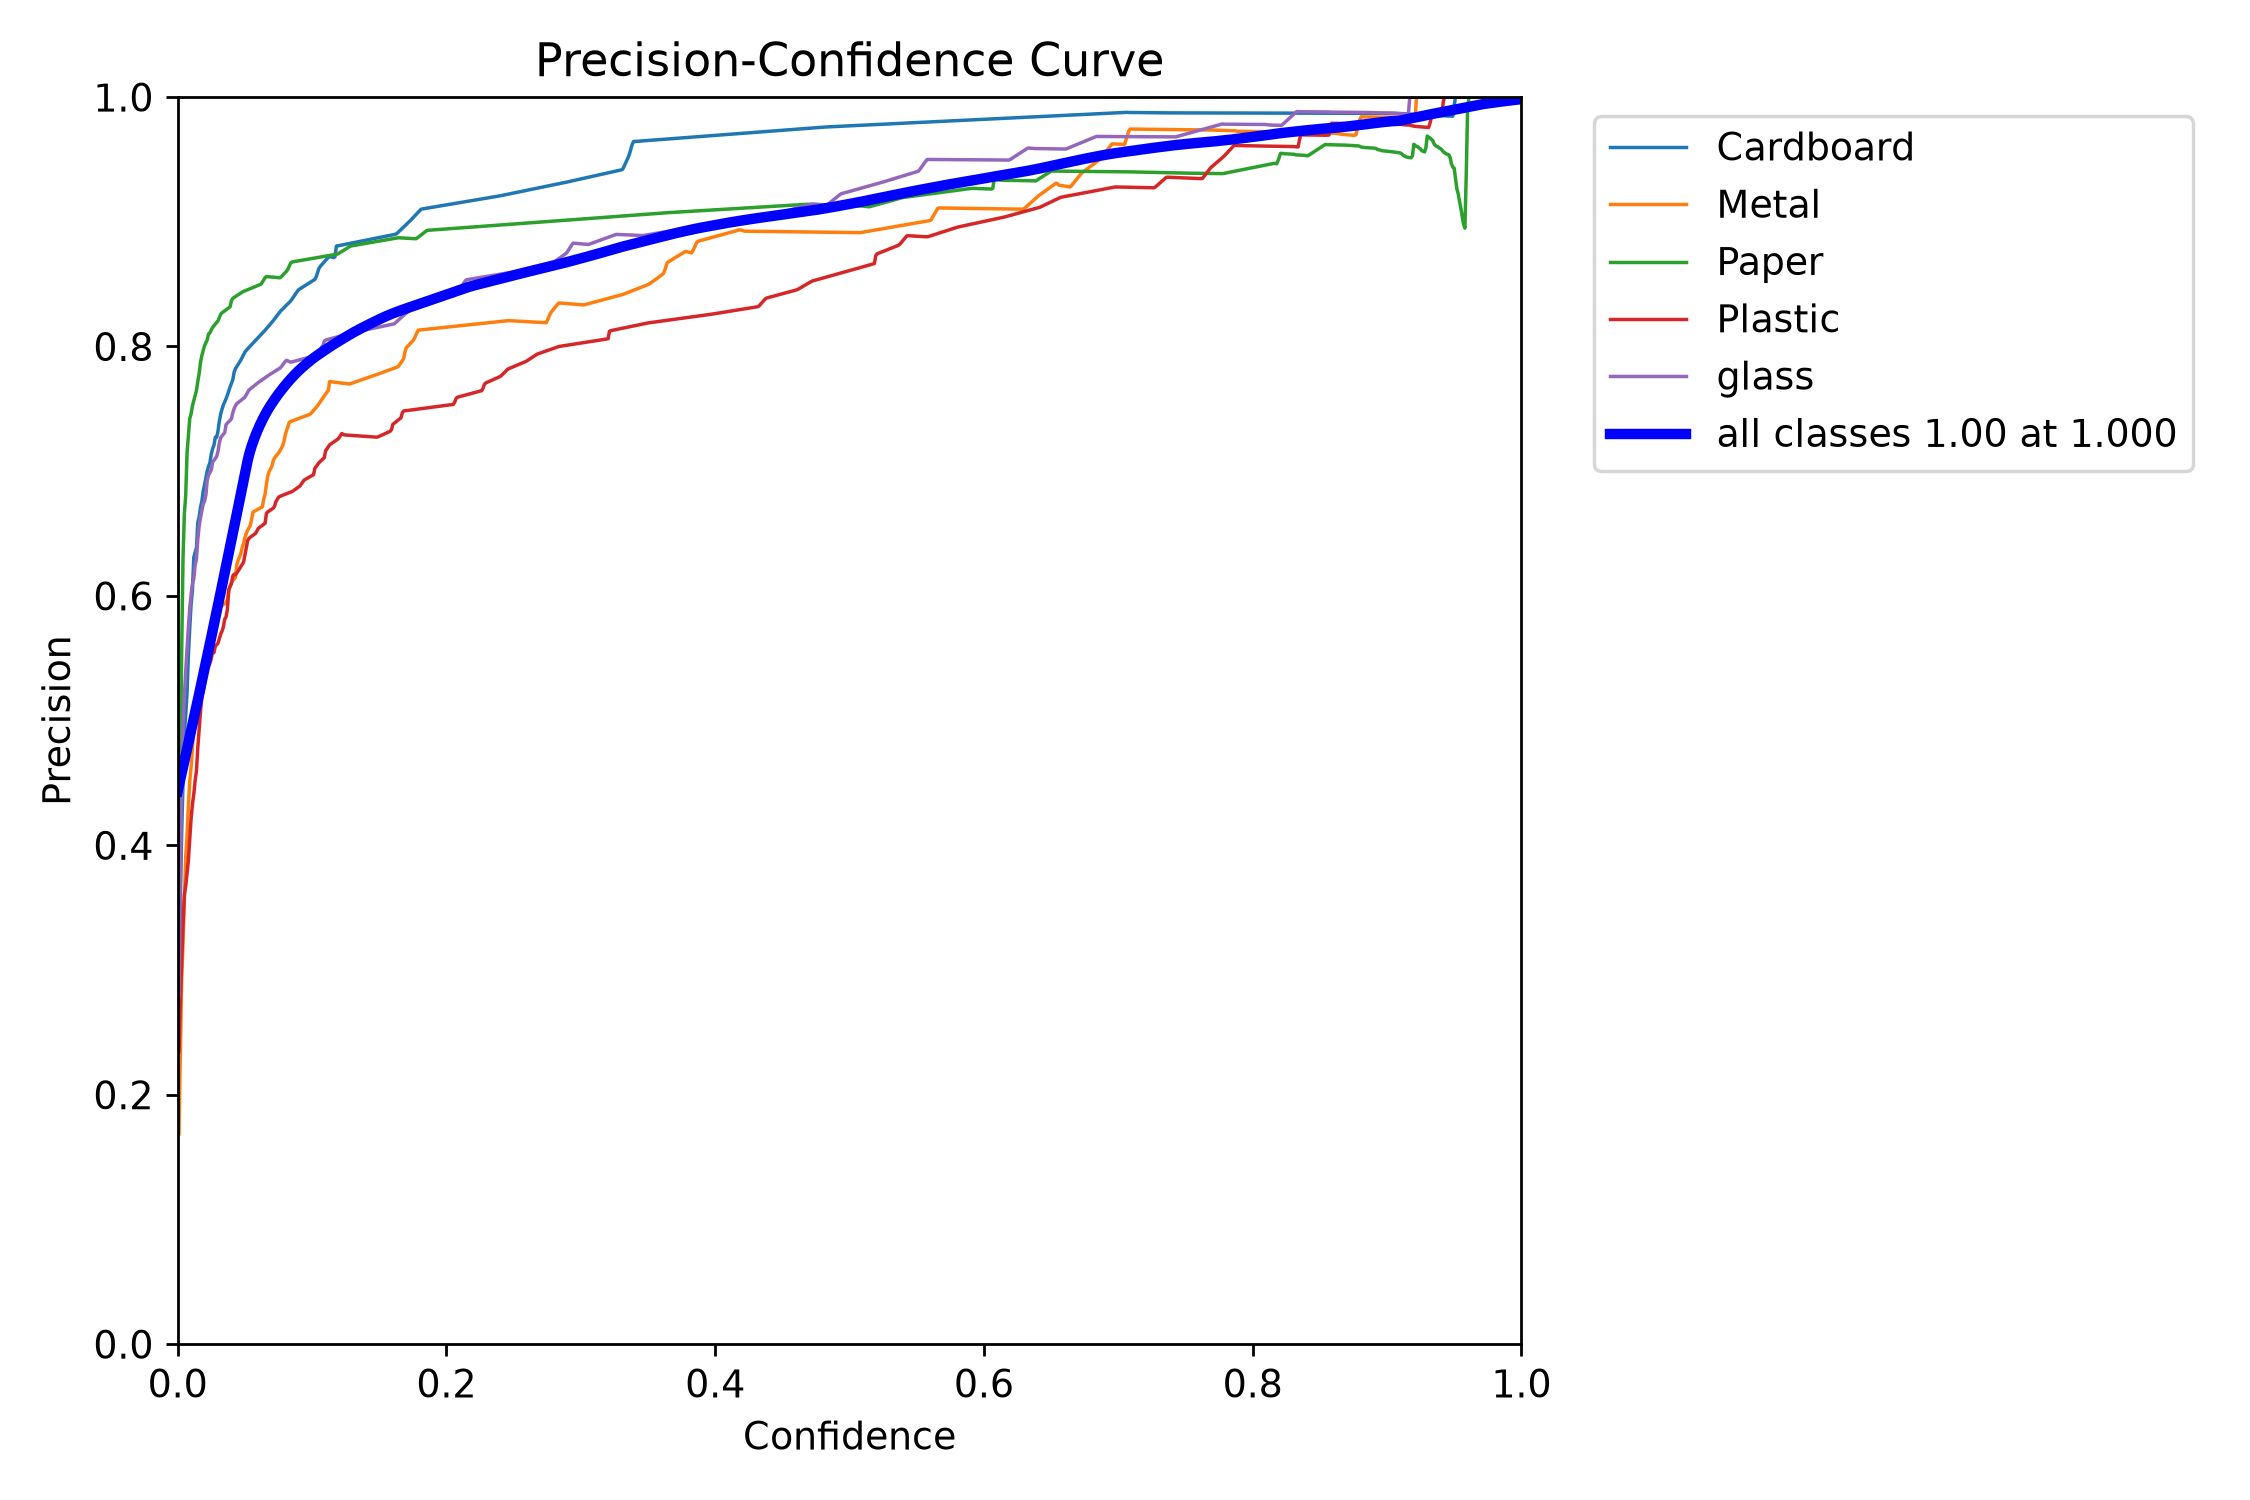 Precision-Confidence Curve
1.0
0.8
0.6
0.4
0.2
0.0
Precision
0.0 0.2 0.4 0.6 0.8 1.0
Confidence
Cardboard
Metal
Paper
Plastic
glass
all classes 1.00 at 1.000